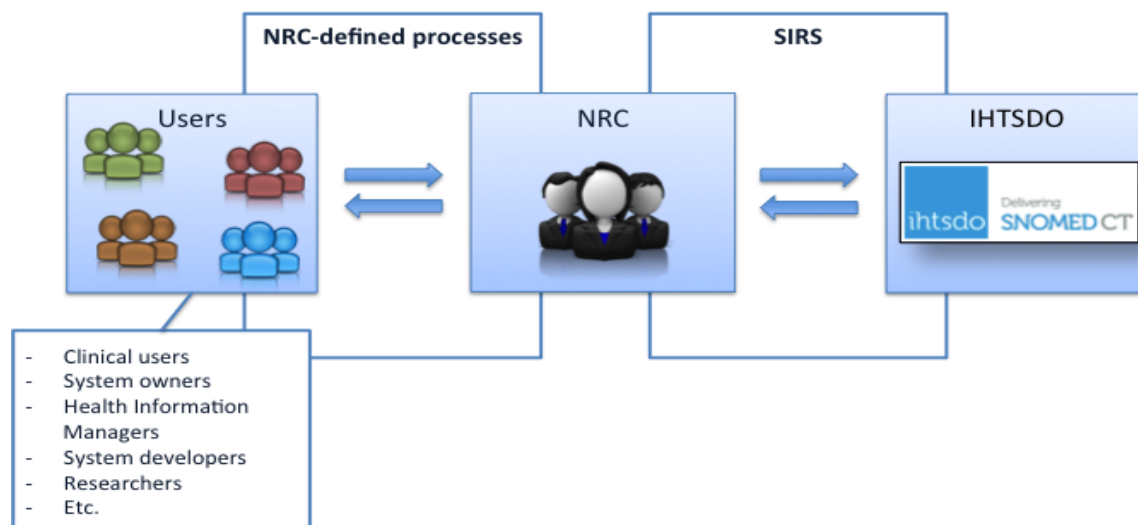 NRC-defined processes
SIRS
Users
NRC
IHTSDO
ihtsdo
Delivering
SNOMED CT
- Clinical users
- System owners
- Health Information
Managers
- System developers
- Researchers
- Etc.